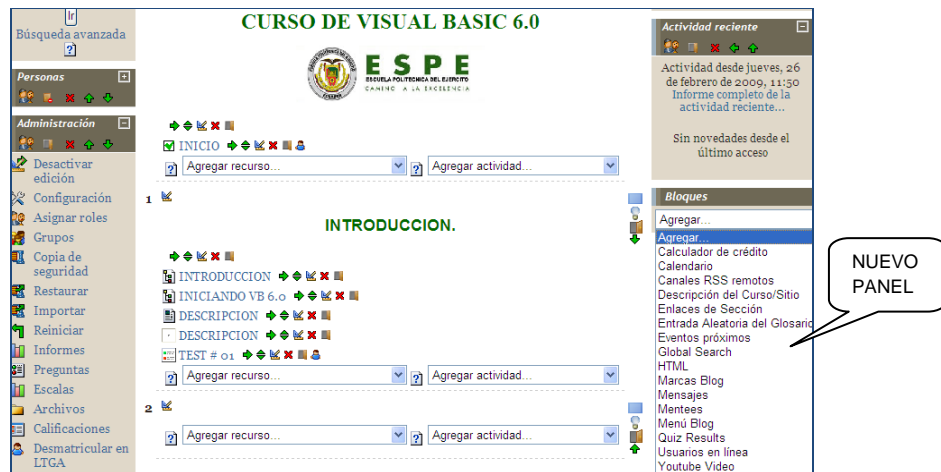 Ir
Búsqueda avanzada
?
Personas
Administración
Desactivar
edición
Configuración
Asignar roles
Grupos
Copia de
seguridad
Restaurar
Importar
Reiniciar
Informes
Preguntas
Escalas
Archivos
Calificaciones
Desmatricular en
LTGA
CURSO DE VISUAL BASIC 6.0
ESPE
ESCUELA POLITECNICA DEL EJERCITO
CAMINO A LA EXCELENCIA
INICIO
? Agregar recurso... ? Agregar actividad...
1
INTRODUCCION.
INTRODUCCION
INICIANDO VB 6.0
DESCRIPCION
DESCRIPCION
TEST # 01
? Agregar recurso... ? Agregar actividad...
2
? Agregar recurso... ? Agregar actividad...
Actividad reciente
Actividad desde jueves, 26
de febrero de 2009, 11:50
Informe completo de la
actividad reciente...
Sin novedades desde el
último acceso
Bloques
Agregar...
Agregar...
Calculador de crédito
Calendario
Canales RSS remotos
Descripción del Curso/Sitio
Enlaces de Sección
Entrada Aleatoria del Glosario
Eventos próximos
Global Search
HTML
Marcas Blog
Mensajes
Mentees
Menú Blog
Quiz Results
Usuarios en línea
Youtube Video
NUEVO
PANEL